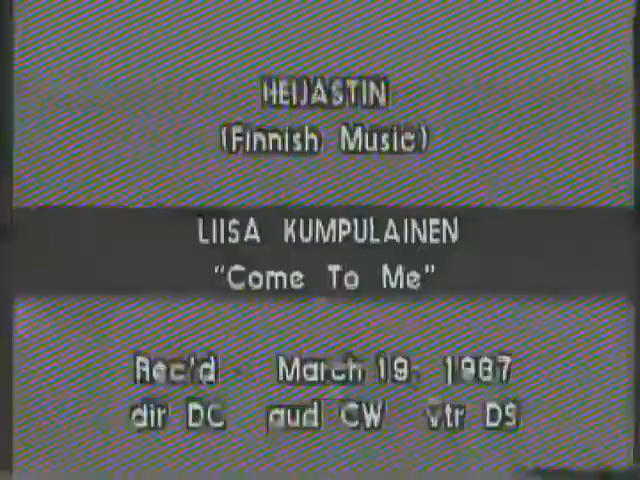 HEIJASTIN
(Finnish Music)
LIISA KUMPULAINEN
"Come To Me"
Rec'd - March 19, 1987
dir DC aud CW vtr DS